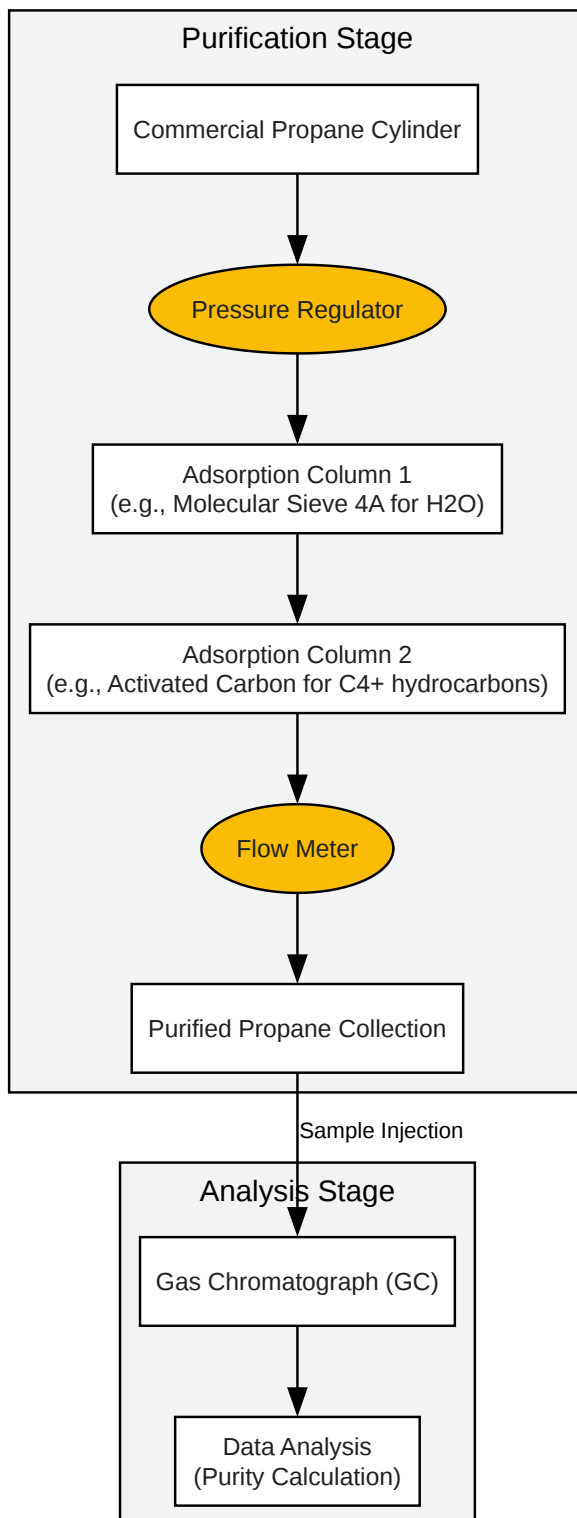 Purification Stage
Commercial Propane Cylinder
Pressure Regulator
Adsorption Column 1
(e.g., Molecular Sieve 4A for H2O)
Adsorption Column 2
(e.g., Activated Carbon for C4+ hydrocarbons)
Flow Meter
Purified Propane Collection
Sample Injection
Analysis Stage
Gas Chromatograph (GC)
Data Analysis
(Purity Calculation)